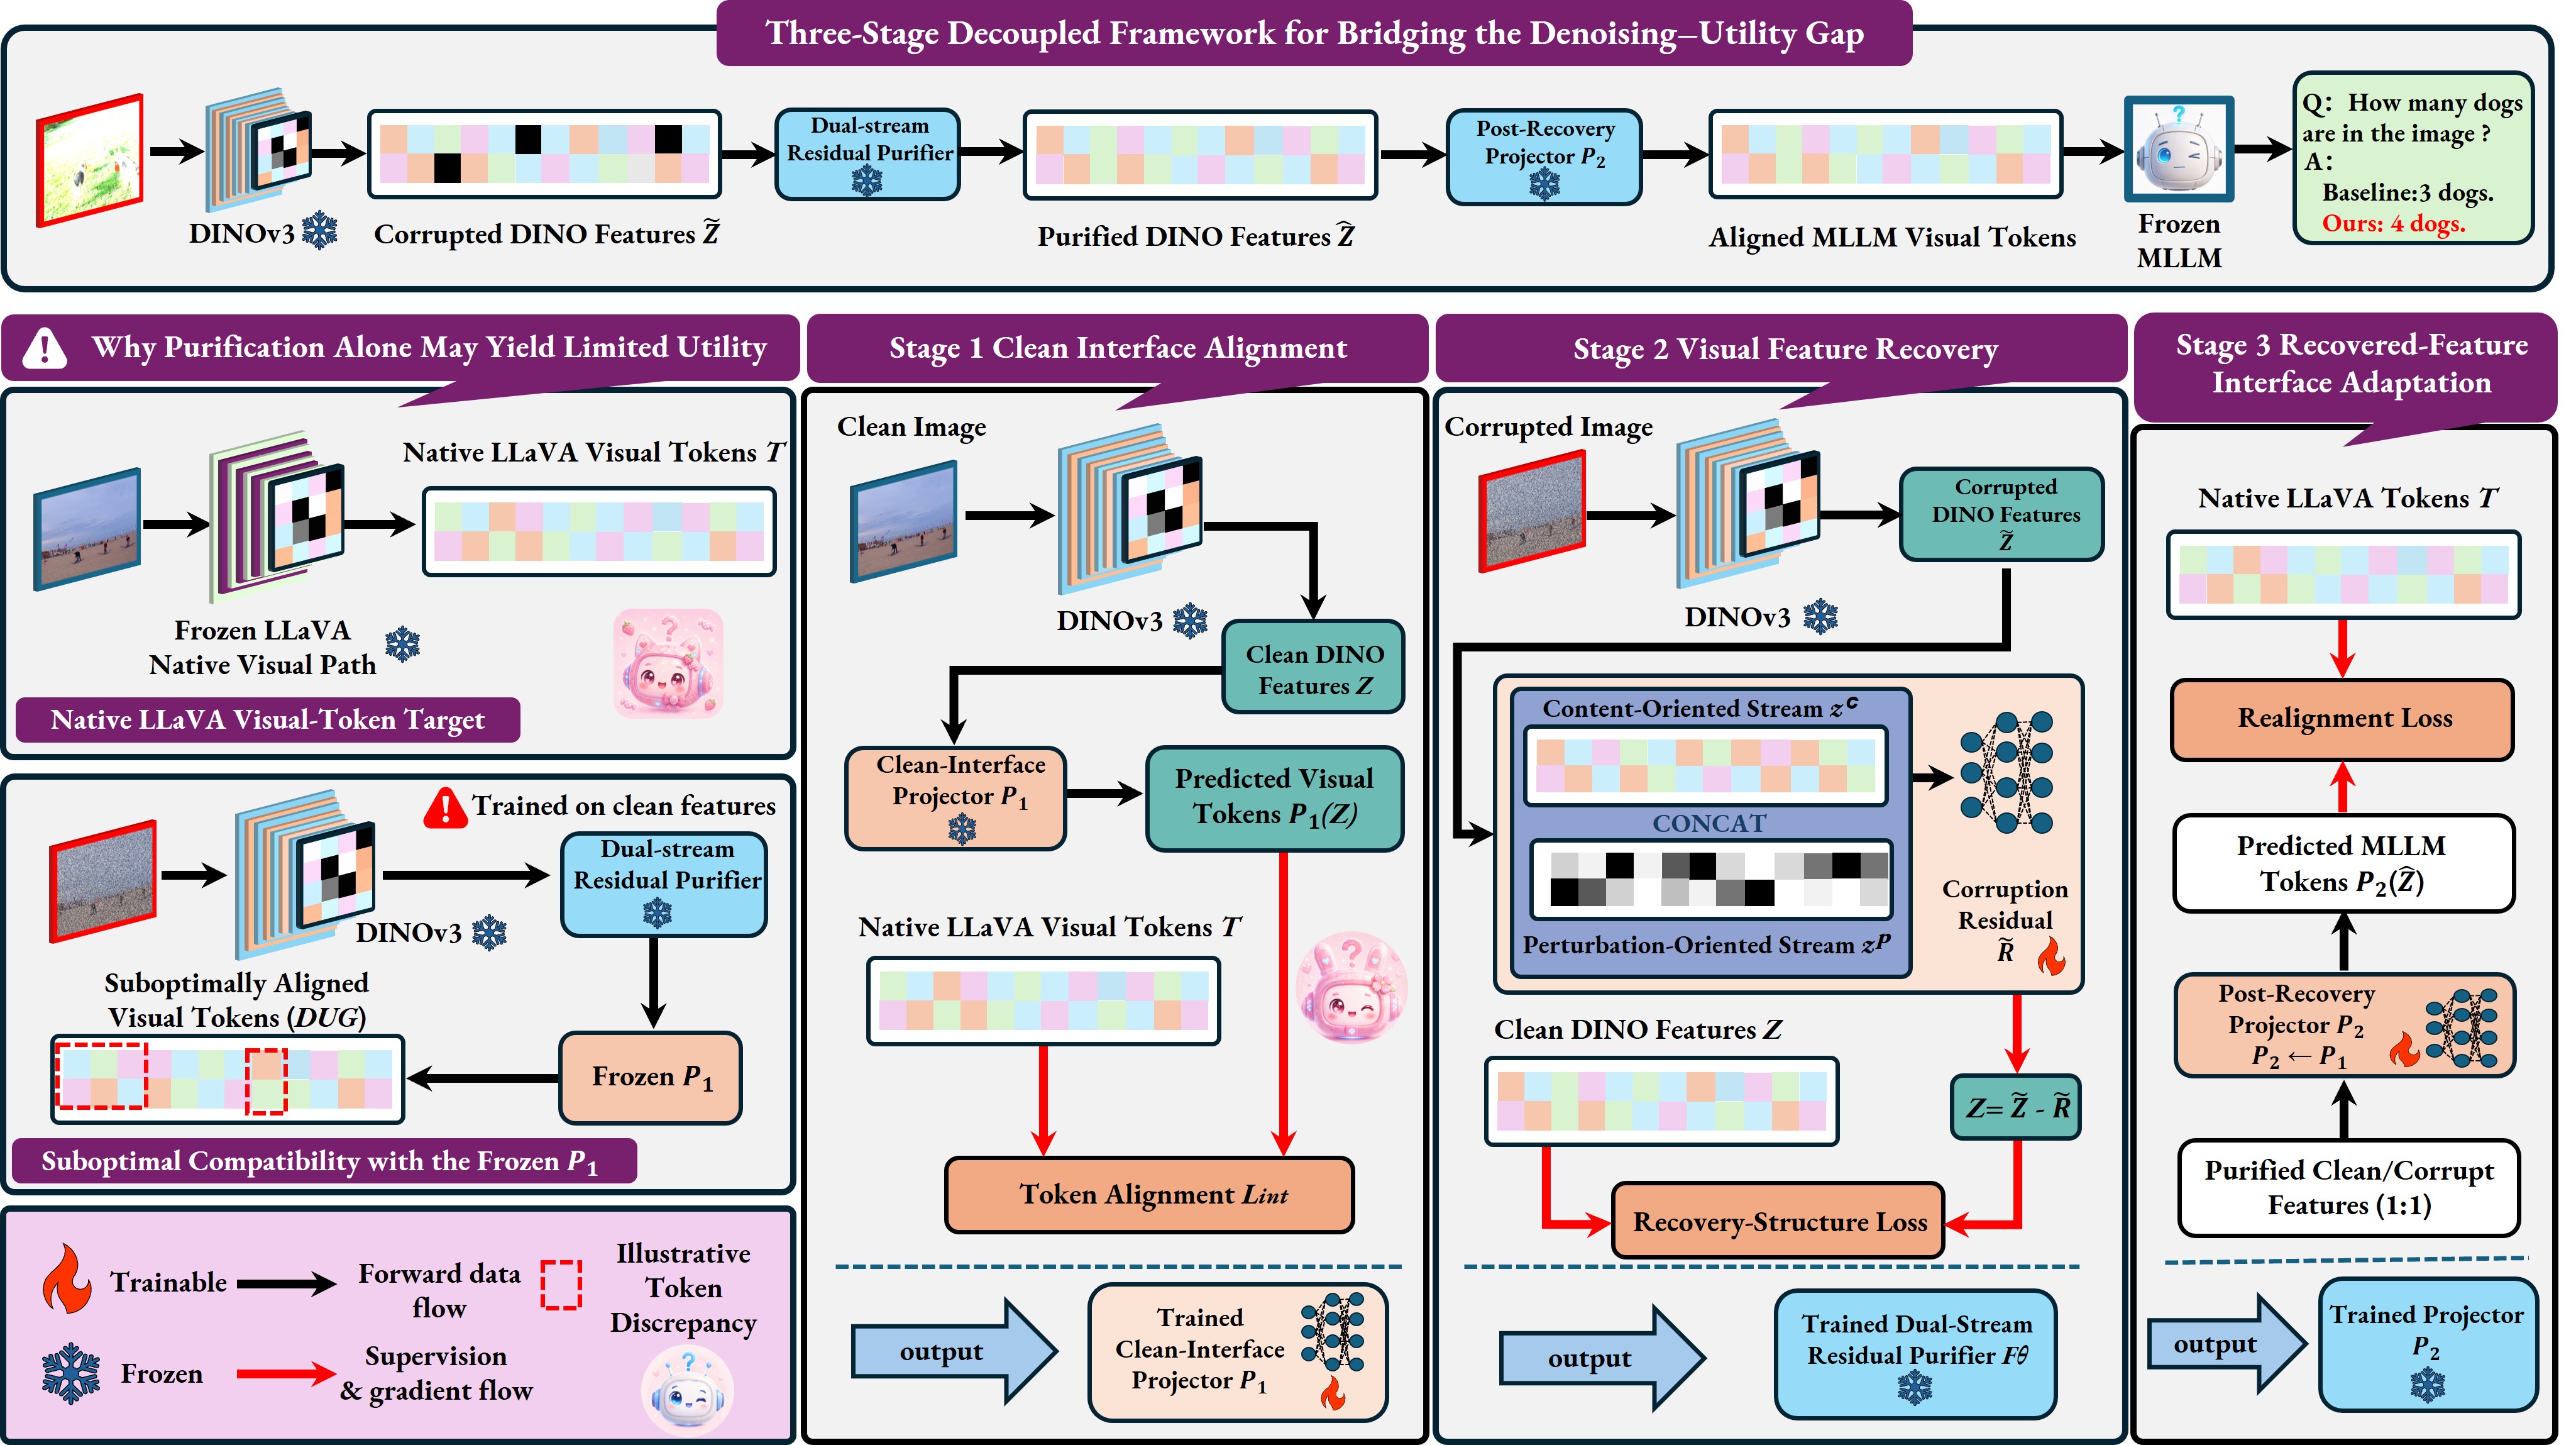 Three-Stage Decoupled Framework for Bridging the Denoising–Utility Gap
DINOv3
Corrupted DINO Features Z̃
Dual-stream
Residual Purifier
Purified DINO Features Ẑ
Post-Recovery
Projector P₂
Aligned MLLM Visual Tokens
Frozen
MLLM
Q: How many dogs
are in the image ?
A:
Baseline:3 dogs.
Ours: 4 dogs.
Why Purification Alone May Yield Limited Utility
Native LLaVA Visual Tokens T
Frozen LLaVA
Native Visual Path
Native LLaVA Visual-Token Target
Trained on clean features
Dual-stream
Residual Purifier
DINOv3
Suboptimally Aligned
Visual Tokens (DUG)
Frozen P₁
Suboptimal Compatibility with the Frozen P₁
Trainable
Forward data
flow
Illustrative
Token
Discrepancy
Frozen
Supervision
& gradient flow
Stage 1 Clean Interface Alignment
Clean Image
DINOv3
Clean DINO
Features Z
Clean-Interface
Projector P₁
Predicted Visual
Tokens P₁(Z)
Native LLaVA Visual Tokens T
Token Alignment Lint
output
Trained
Clean-Interface
Projector P₁
Stage 2 Visual Feature Recovery
Corrupted Image
Corrupted
DINO Features
Z̃
DINOv3
Content-Oriented Stream zᶜ
CONCAT
Perturbation-Oriented Stream zᵖ
Corruption
Residual
R̃
Clean DINO Features Z
Z= Z̃ - R̃
Recovery-Structure Loss
output
Trained Dual-Stream
Residual Purifier Fθ
Stage 3 Recovered-Feature
Interface Adaptation
Native LLaVA Tokens T
Realignment Loss
Predicted MLLM
Tokens P₂(Ẑ)
Post-Recovery
Projector P₂
P₂ ← P₁
Purified Clean/Corrupt
Features (1:1)
output
Trained Projector
P₂